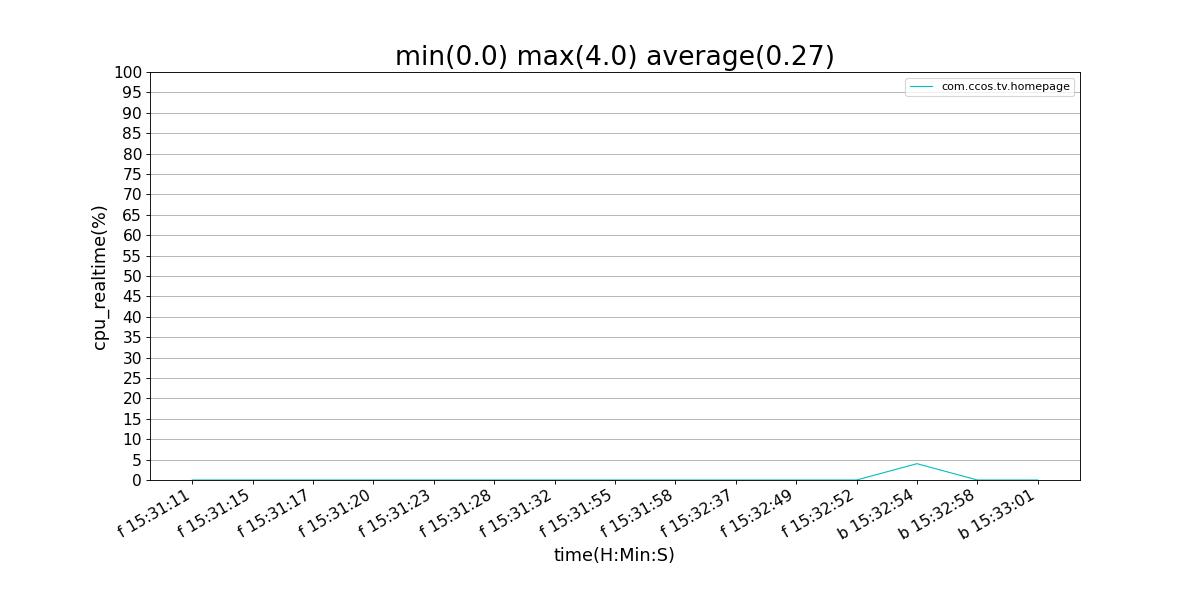 min(0.0) max(4.0) average(0.27)
com.ccos.tv.homepage
cpu_realtime(%)
100
95
90
85
80
75
70
65
60
55
50
45
40
35
30
25
20
15
10
5
0
f 15:31:11
f 15:31:15
f 15:31:17
f 15:31:20
f 15:31:23
f 15:31:28
f 15:31:32
f 15:31:55
f 15:31:58
f 15:32:37
f 15:32:49
f 15:32:52
b 15:32:54
b 15:32:58
b 15:33:01
time(H:Min:S)